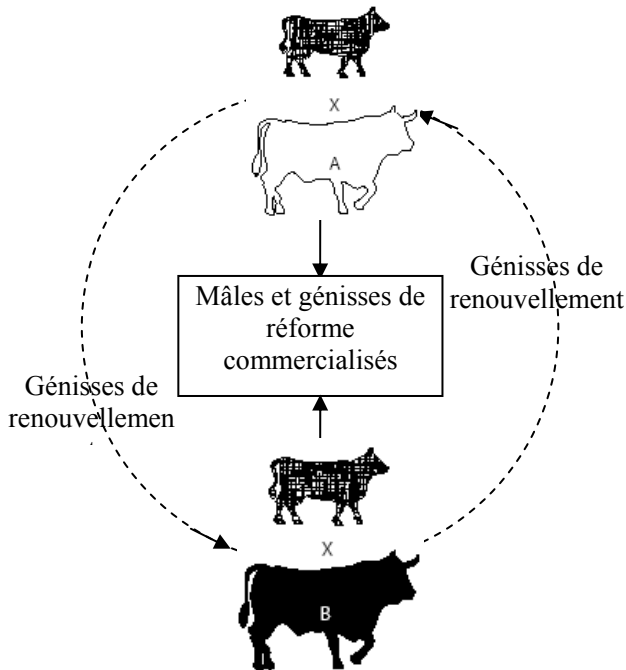 X
A
Génisses de
renouvellement
Mâles et génisses de
réforme
commercialisés
Génisses de
renouvellemen
X
B